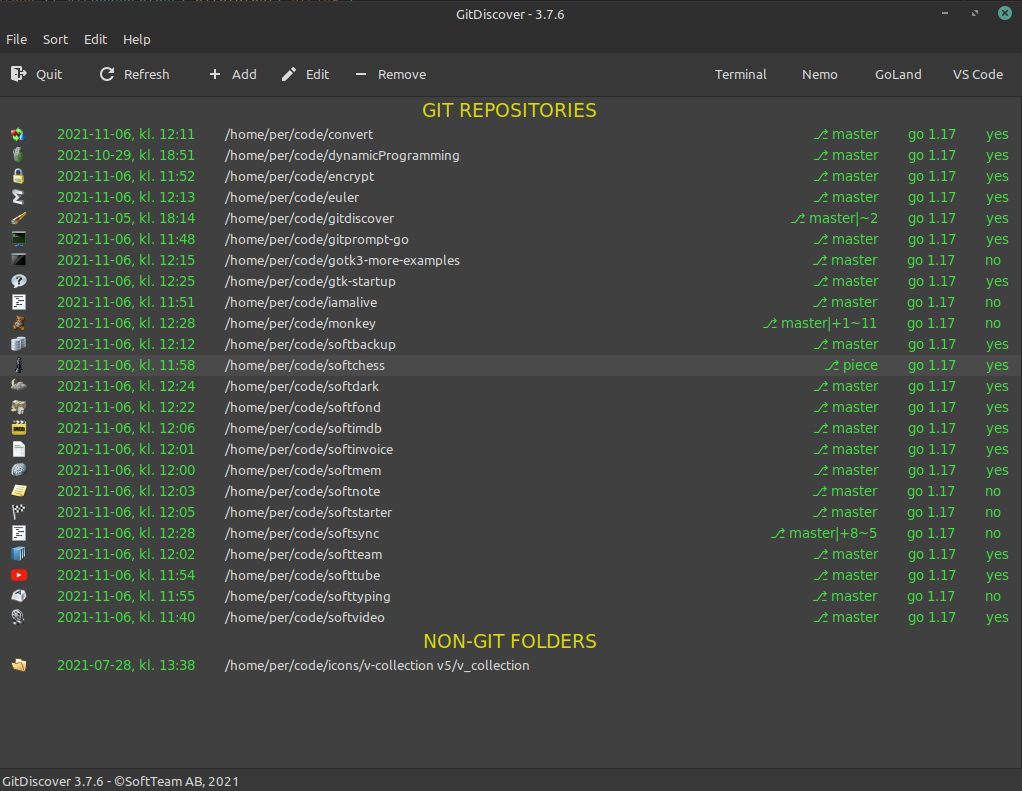 GitDiscover - 3.7.6
File Sort Edit Help
Quit Refresh + Add Edit − Remove Terminal Nemo GoLand VS Code
GIT REPOSITORIES
2021-11-06, kl. 12:11 /home/per/code/convert ⎇ master go 1.17 yes
2021-10-29, kl. 18:51 /home/per/code/dynamicProgramming ⎇ master go 1.17 yes
2021-11-06, kl. 11:52 /home/per/code/encrypt ⎇ master go 1.17 yes
2021-11-06, kl. 12:13 /home/per/code/euler ⎇ master go 1.17 yes
2021-11-05, kl. 18:14 /home/per/code/gitdiscover ⎇ master|~2 go 1.17 yes
2021-11-06, kl. 11:48 /home/per/code/gitprompt-go ⎇ master go 1.17 yes
2021-11-06, kl. 12:15 /home/per/code/gotk3-more-examples ⎇ master go 1.17 no
2021-11-06, kl. 12:25 /home/per/code/gtk-startup ⎇ master go 1.17 yes
2021-11-06, kl. 11:51 /home/per/code/iamalive ⎇ master go 1.17 no
2021-11-06, kl. 12:28 /home/per/code/monkey ⎇ master|+1~11 go 1.17 no
2021-11-06, kl. 12:12 /home/per/code/softbackup ⎇ master go 1.17 yes
2021-11-06, kl. 11:58 /home/per/code/softchess ⎇ piece go 1.17 yes
2021-11-06, kl. 12:24 /home/per/code/softdark ⎇ master go 1.17 yes
2021-11-06, kl. 12:22 /home/per/code/softfond ⎇ master go 1.17 yes
2021-11-06, kl. 12:06 /home/per/code/softimdb ⎇ master go 1.17 yes
2021-11-06, kl. 12:01 /home/per/code/softinvoice ⎇ master go 1.17 yes
2021-11-06, kl. 12:00 /home/per/code/softmem ⎇ master go 1.17 yes
2021-11-06, kl. 12:03 /home/per/code/softnote ⎇ master go 1.17 no
2021-11-06, kl. 12:05 /home/per/code/softstarter ⎇ master go 1.17 no
2021-11-06, kl. 12:28 /home/per/code/softsync ⎇ master|+8~5 go 1.17 no
2021-11-06, kl. 12:02 /home/per/code/softteam ⎇ master go 1.17 yes
2021-11-06, kl. 11:54 /home/per/code/softtube ⎇ master go 1.17 yes
2021-11-06, kl. 11:55 /home/per/code/softtyping ⎇ master go 1.17 no
2021-11-06, kl. 11:40 /home/per/code/softvideo ⎇ master go 1.17 yes
NON-GIT FOLDERS
2021-07-28, kl. 13:38 /home/per/code/icons/v-collection v5/v_collection
GitDiscover 3.7.6 - ©SoftTeam AB, 2021